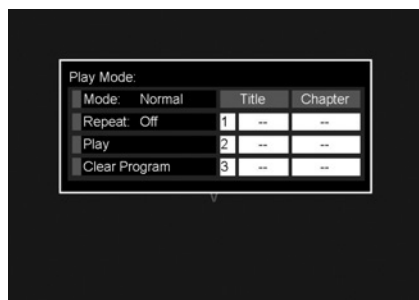 Play Mode:
Mode: Normal Title Chapter
Repeat: Off 1 -- --
Play 2 -- --
Clear Program 3 -- --
v